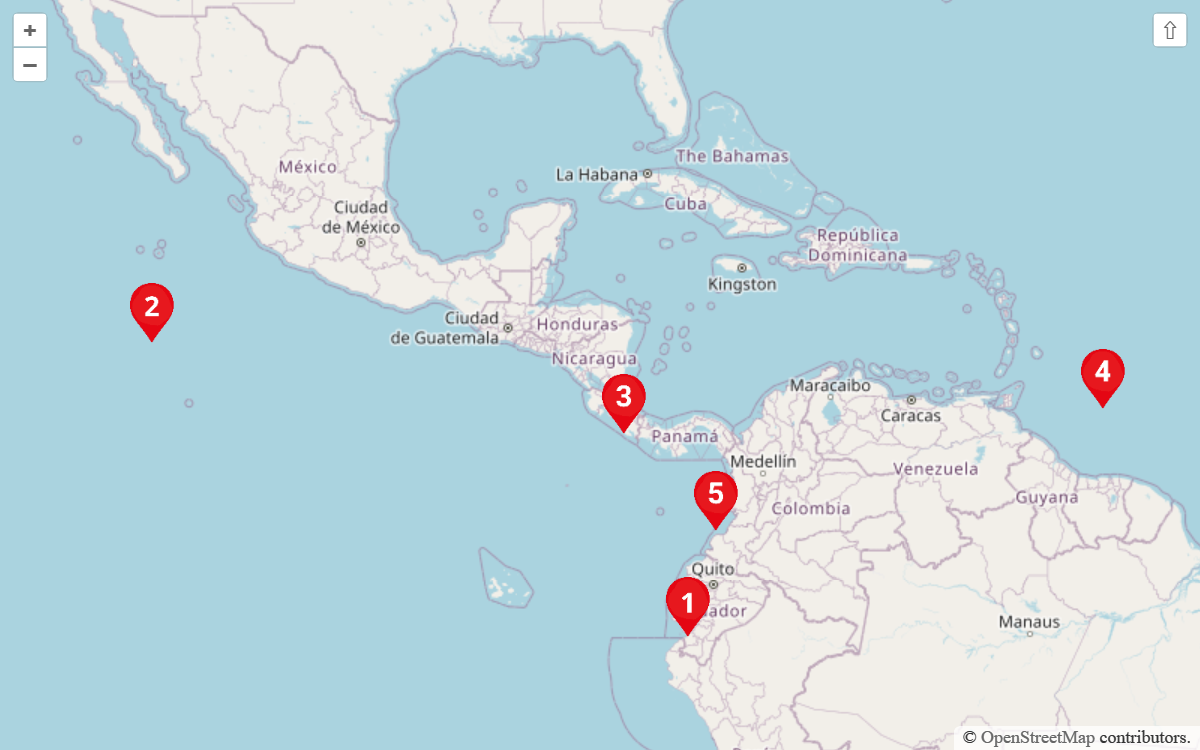 +
−
⇧
The Bahamas
México
La Habana
Cuba
Ciudad
de México
República
Dominicana
Kingston
2
Ciudad
de Guatemala
Honduras
Nicaragua
4
3
Maracaibo
Caracas
Panamá
Medellín
Venezuela
5
Guyana
Colombia
Quito
1
ador
Manaus
© OpenStreetMap contributors.